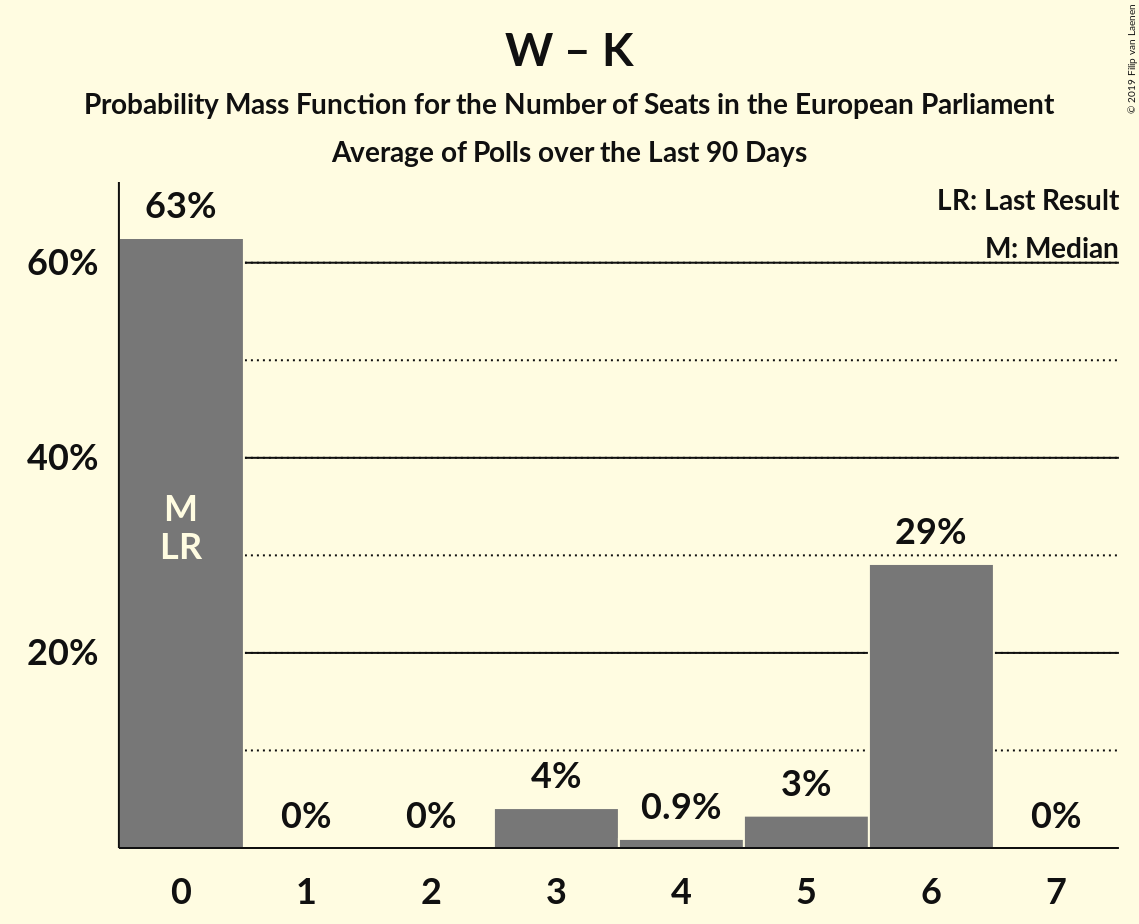 W – K
Probability Mass Function for the Number of Seats in the European Parliament
Average of Polls over the Last 90 Days
© 2019 Filip van Laenen
LR: Last Result
M: Median
63%
60%
40%
20%
M
LR
0%
0%
4%
0.9%
3%
29%
0%
0 1 2 3 4 5 6 7